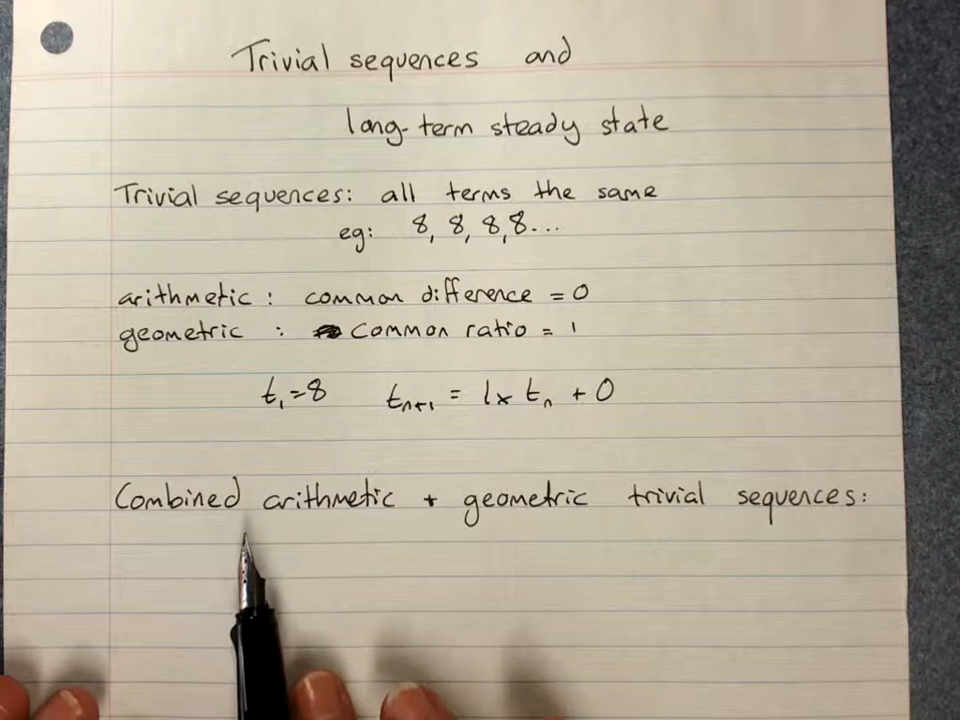 Trivial sequences and
long-term steady state
Trivial sequences: all terms the same
eg: 8, 8, 8, 8...
arithmetic: common difference = 0
geometric : common ratio = 1
t₁=8 tₙ₊₁ = 1× tₙ + 0
Combined arithmetic + geometric trivial sequences: